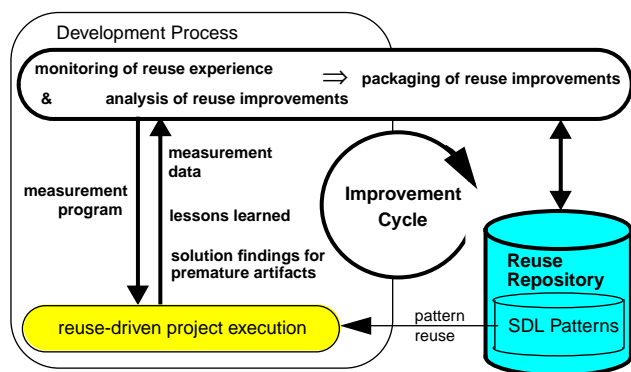 Development Process
monitoring of reuse experience ⇒ packaging of reuse improvements
& analysis of reuse improvements
measurement
program
measurement
data
lessons learned
solution findings for
premature artifacts
Improvement
Cycle
Reuse
Repository
SDL Patterns
pattern
reuse
reuse-driven project execution